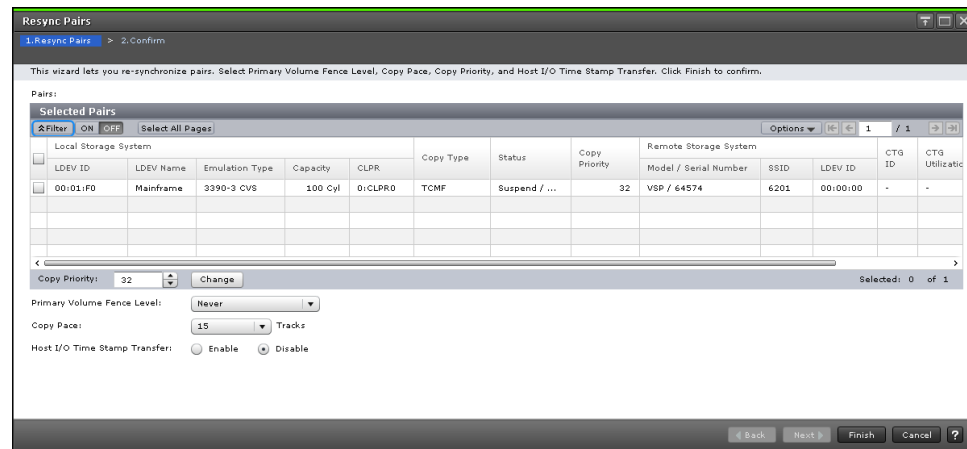 Resync Pairs
1.Resync Pairs > 2.Confirm
This wizard lets you re-synchronize pairs. Select Primary Volume Fence Level, Copy Pace, Copy Priority, and Host I/O Time Stamp Transfer. Click Finish to confirm.
Pairs:
Selected Pairs
Filter ON OFF Select All Pages Options 1 / 1
Local Storage System Copy Type Status Copy Priority Remote Storage System CTG ID CTG Utilizatic
LDEV ID LDEV Name Emulation Type Capacity CLPR Model / Serial Number SSID LDEV ID
00:01:F0 Mainframe 3390-3 CVS 100 Cyl 0:CLPR0 TCMF Suspend / ... 32 VSP / 64574 6201 00:00:00 - -
Copy Priority: 32 Change Selected: 0 of 1
Primary Volume Fence Level: Never
Copy Pace: 15 Tracks
Host I/O Time Stamp Transfer: Enable Disable
Back Next Finish Cancel ?